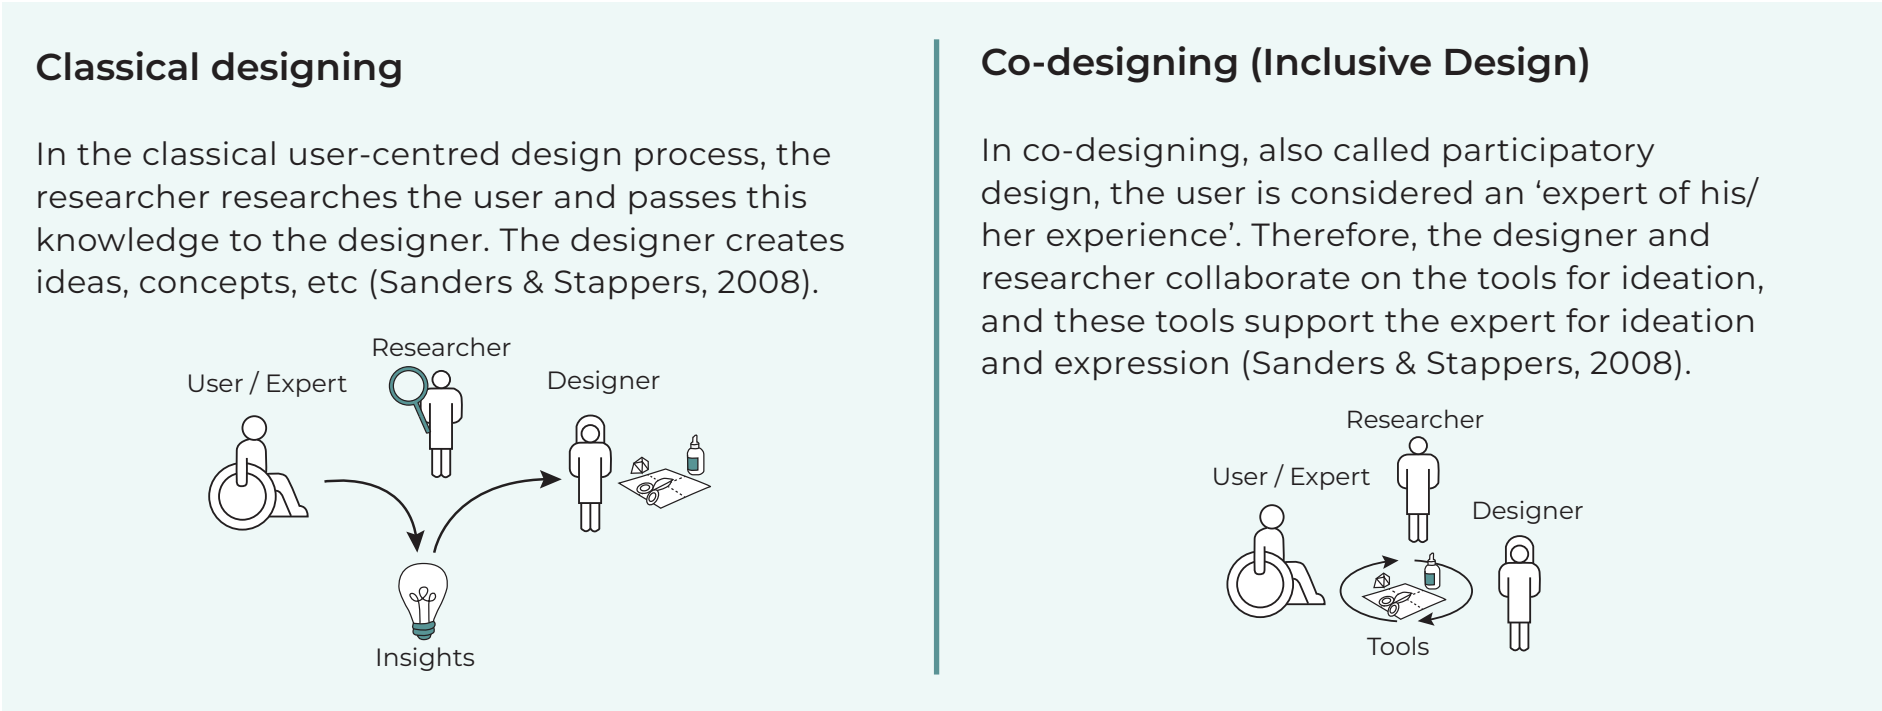 Classical designing
In the classical user-centred design process, the
researcher researches the user and passes this
knowledge to the designer. The designer creates
ideas, concepts, etc (Sanders & Stappers, 2008).
Researcher
User / Expert
Designer
Insights
Co-designing (Inclusive Design)
In co-designing, also called participatory
design, the user is considered an ‘expert of his/
her experience’. Therefore, the designer and
researcher collaborate on the tools for ideation,
and these tools support the expert for ideation
and expression (Sanders & Stappers, 2008).
Researcher
User / Expert
Designer
Tools